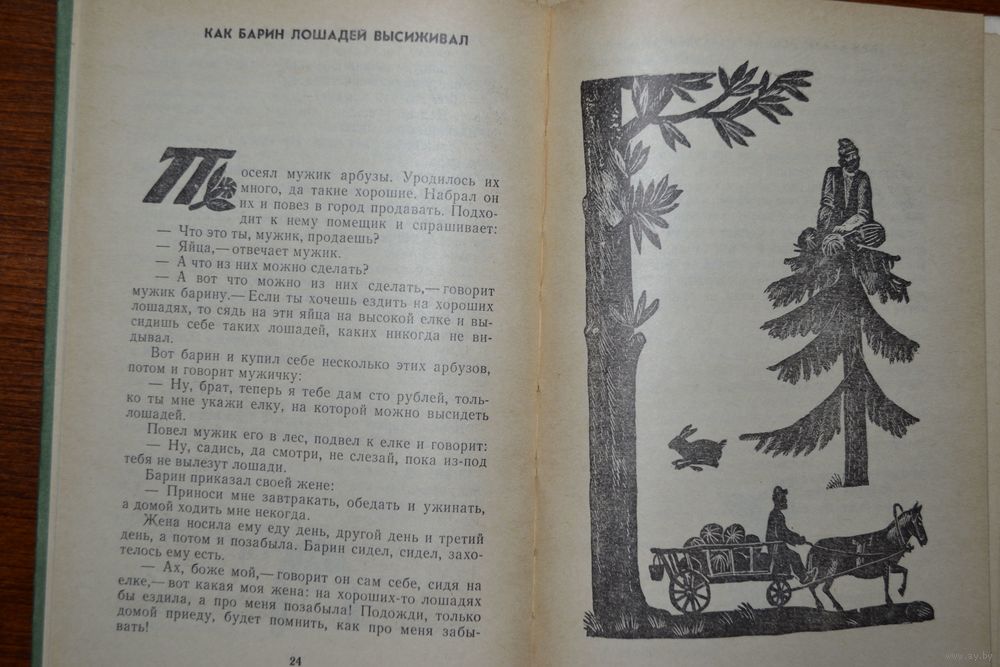 КАК БАРИН ЛОШАДЕЙ ВЫСИЖИВАЛ
Посеял мужик арбузы. Уродилось их
много, да такие хорошие. Набрал он
их и повез в город продавать. Подхо-
дит к нему помещик и спрашивает:
— Что это ты, мужик, продаешь?
— Яйца,— отвечает мужик.
— А что из них можно сделать?
— А вот что можно из них сделать,— говорит
мужик барину.— Если ты хочешь ездить на хороших
лошадях, то сядь на эти яйца на высокой елке и вы-
сидишь себе таких лошадей, каких никогда не ви-
дывал.
Вот барин и купил себе несколько этих арбузов,
потом и говорит мужичку:
— Ну, брат, теперь я тебе дам сто рублей, толь-
ко ты мне укажи елку, на которой можно высидеть
лошадей.
Повел мужик его в лес, подвел к елке и говорит:
— Ну, садись, да смотри, не слезай, пока из-под
тебя не вылезут лошади.
Барин приказал своей жене:
— Приноси мне завтракать, обедать и ужинать,
а домой ходить мне некогда.
Жена носила ему еду день, другой день и третий
день, а потом и позабыла. Барин сидел, сидел, захо-
телось ему есть.
— Ах, боже мой,— говорит он сам себе, сидя на
елке,— вот какая моя жена: на хороших-то лошадях
бы ездила, а про меня позабыла! Подожди, только
домой приеду, будет помнить, как про меня забы-
вать!
24
www.ay.by